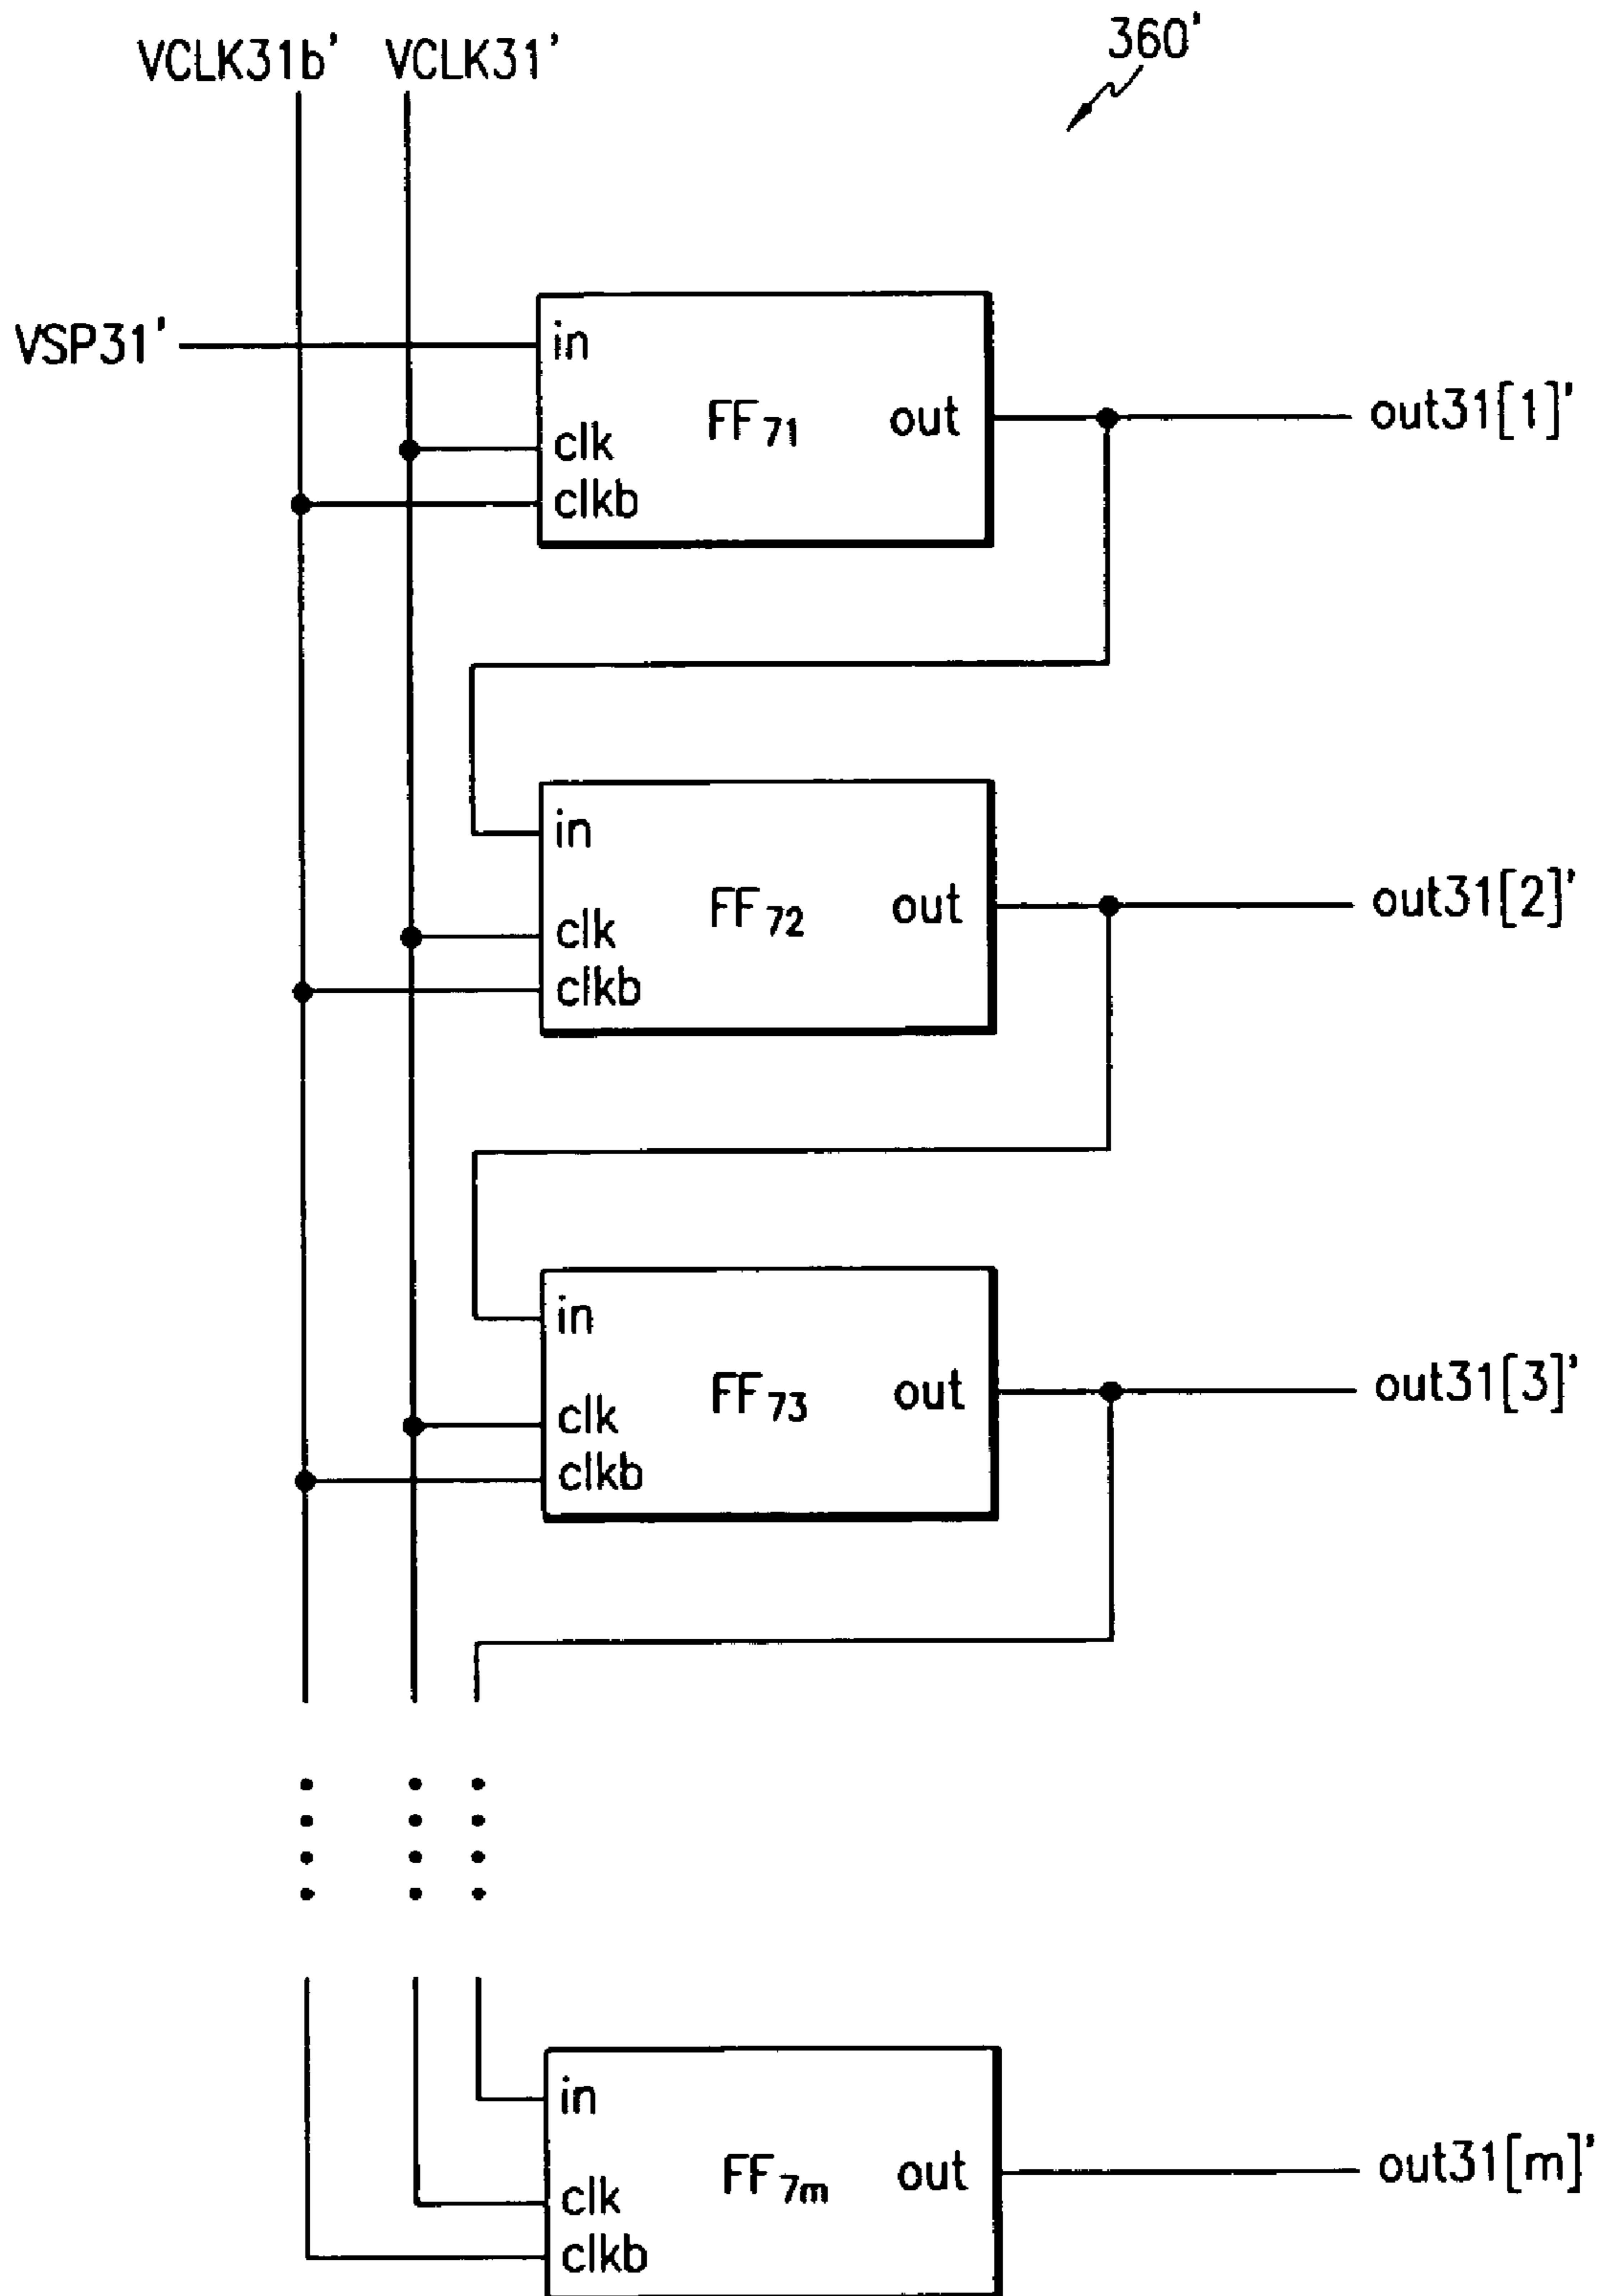 360'
VCLK31b' VCLK31'
VSP31'
in
FF71 out
clk
clkb
out31[1]'
in
FF72 out
clk
clkb
out31[2]'
in
FF73 out
clk
clkb
out31[3]'
in
FF7m out
clk
clkb
out31[m]'